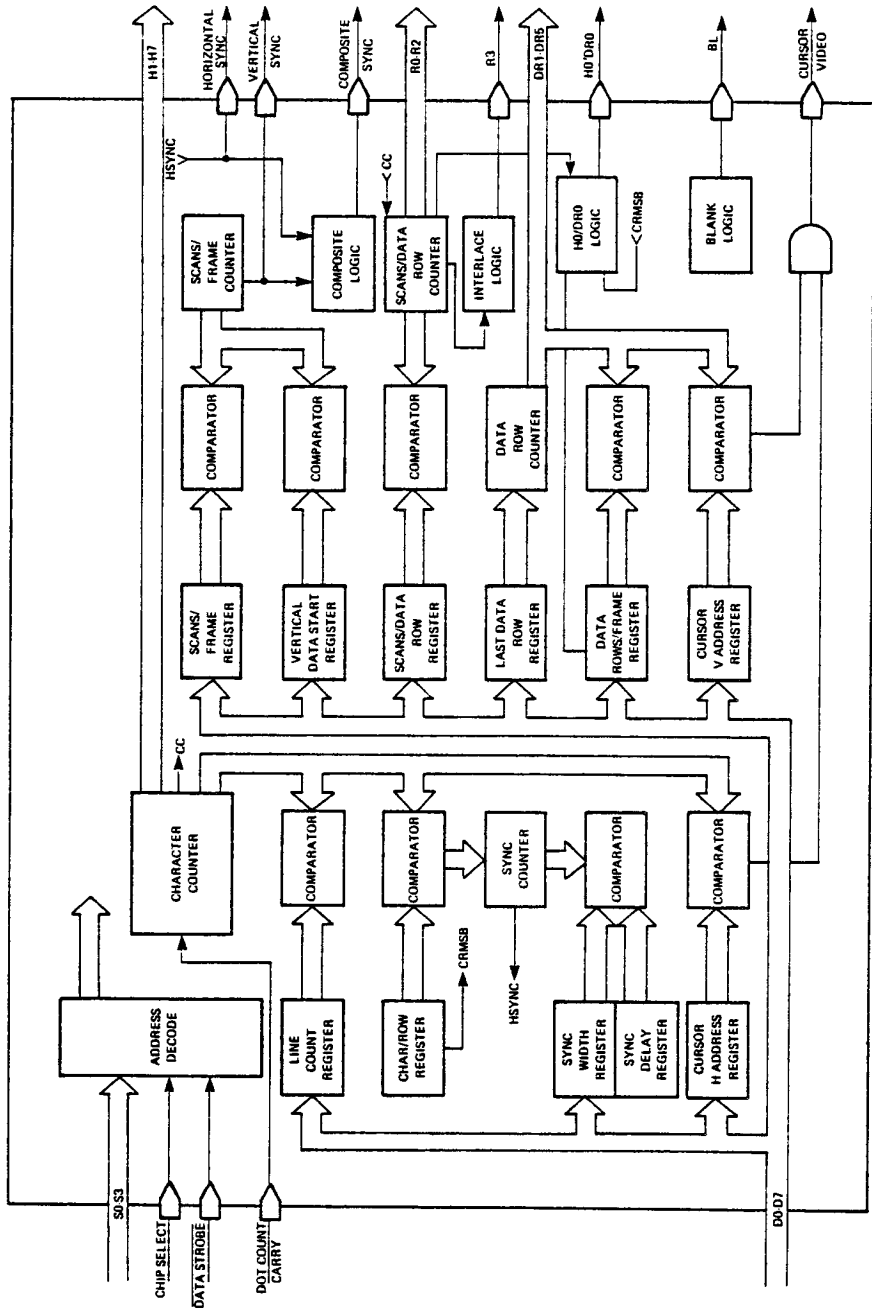 S0-S3
CHIP SELECT
DATA STROBE
DOT COUNT
CARRY
D0-D7
ADDRESS
DECODE
LINE
COUNT
REGISTER
CHAR/ROW
REGISTER
SYNC
WIDTH
REGISTER
SYNC
DELAY
REGISTER
CURSOR
H ADDRESS
REGISTER
CRMSB
HSYNC
CHARACTER
COUNTER
CC
COMPARATOR
COMPARATOR
SYNC
COUNTER
COMPARATOR
COMPARATOR
SCANS/
FRAME
REGISTER
VERTICAL
DATA START
REGISTER
SCANS/DATA
ROW
REGISTER
LAST DATA
ROW
REGISTER
DATA
ROWS/FRAME
REGISTER
CURSOR
V ADDRESS
REGISTER
COMPARATOR
COMPARATOR
COMPARATOR
DATA
ROW
COUNTER
COMPARATOR
COMPARATOR
SCANS/
FRAME
COUNTER
COMPOSITE
LOGIC
SCANS/DATA
ROW
COUNTER
INTERLACE
LOGIC
H0/DR0
LOGIC
BLANK
LOGIC
HSYNC
CC
CRMSB
H1-H7
HORIZONTAL
SYNC
VERTICAL
SYNC
COMPOSITE
SYNC
R0-R2
R3
DR1-DR5
H0'DR0
BL
CURSOR
VIDEO